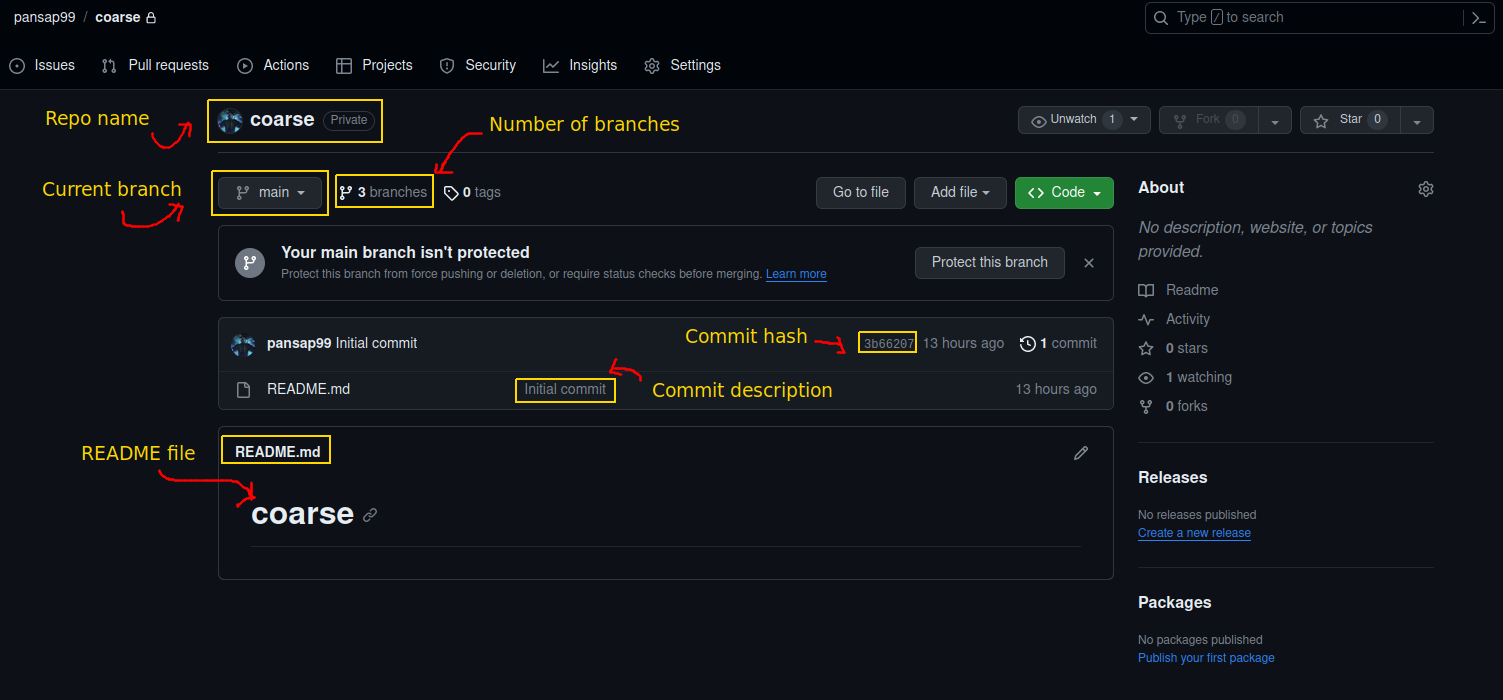 pansap99 / coarse
Type / to search
Issues Pull requests Actions Projects Security Insights Settings
Repo name
coarse Private
Number of branches
Unwatch 1 Fork 0 Star 0
Current branch
main 3 branches 0 tags
Go to file Add file <> Code
About
No description, website, or topics
provided.
Your main branch isn't protected
Protect this branch from force pushing or deletion, or require status checks before merging. Learn more
Protect this branch
Readme
Activity
0 stars
1 watching
0 forks
pansap99 Initial commit
Commit hash
3b66207 13 hours ago 1 commit
README.md Initial commit 13 hours ago
Commit description
README file
README.md
coarse
Releases
No releases published
Create a new release
Packages
No packages published
Publish your first package